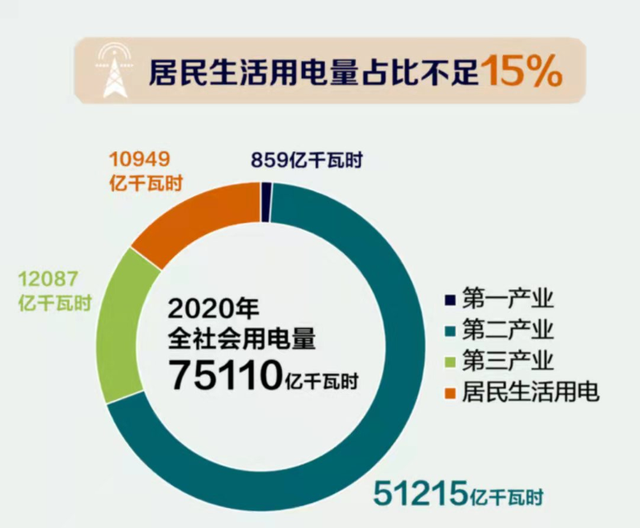 居民生活用电量占比不足15%
10949
亿千瓦时
859亿千瓦时
12087
亿千瓦时
2020年
全社会用电量
75110亿千瓦时
第一产业
第二产业
第三产业
居民生活用电
51215亿千瓦时